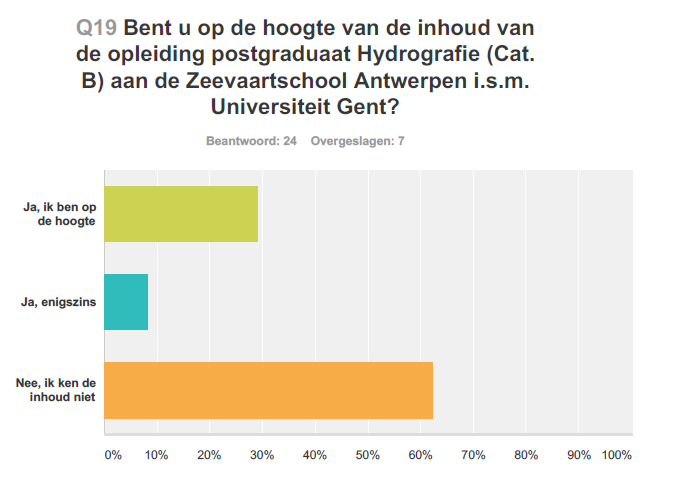 Q19 Bent u op de hoogte van de inhoud van
de opleiding postgraduaat Hydrografie (Cat.
B) aan de Zeevaartschool Antwerpen i.s.m.
Universiteit Gent?
Beantwoord: 24 Overgeslagen: 7
Ja, ik ben op
de hoogte
Ja, enigszins
Nee, ik ken de
inhoud niet
0% 10% 20% 30% 40% 50% 60% 70% 80% 90% 100%